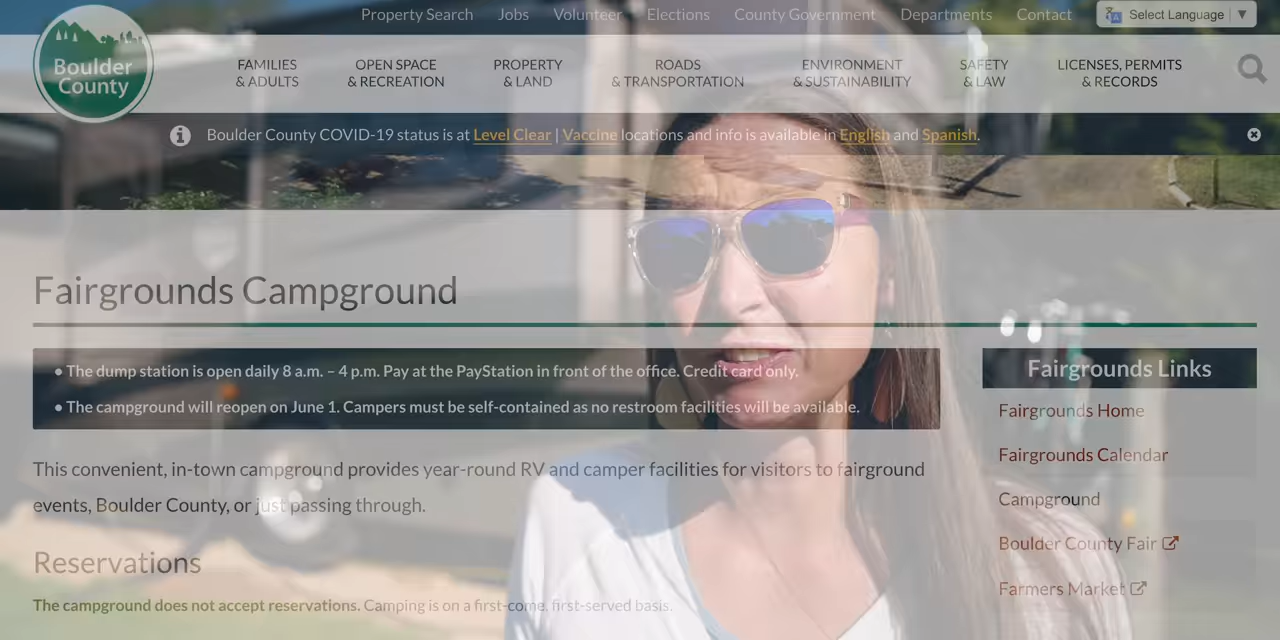 Property Search Jobs Volunteer Elections County Government Departments Contact Select Language ▼
Boulder
County
FAMILIES
& ADULTS
OPEN SPACE
& RECREATION
PROPERTY
& LAND
ROADS
& TRANSPORTATION
ENVIRONMENT
& SUSTAINABILITY
SAFETY
& LAW
LICENSES, PERMITS
& RECORDS
Boulder County COVID-19 status is at Level Clear | Vaccine locations and info is available in English and Spanish.
Fairgrounds Campground
• The dump station is open daily 8 a.m. – 4 p.m. Pay at the PayStation in front of the office. Credit card only.
• The campground will reopen on June 1. Campers must be self-contained as no restroom facilities will be available.
This convenient, in-town campground provides year-round RV and camper facilities for visitors to fairground
events, Boulder County, or just passing through.
Reservations
The campground does not accept reservations. Camping is on a first-come, first-served basis.
Fairgrounds Links
Fairgrounds Home
Fairgrounds Calendar
Campground
Boulder County Fair
Farmers Market